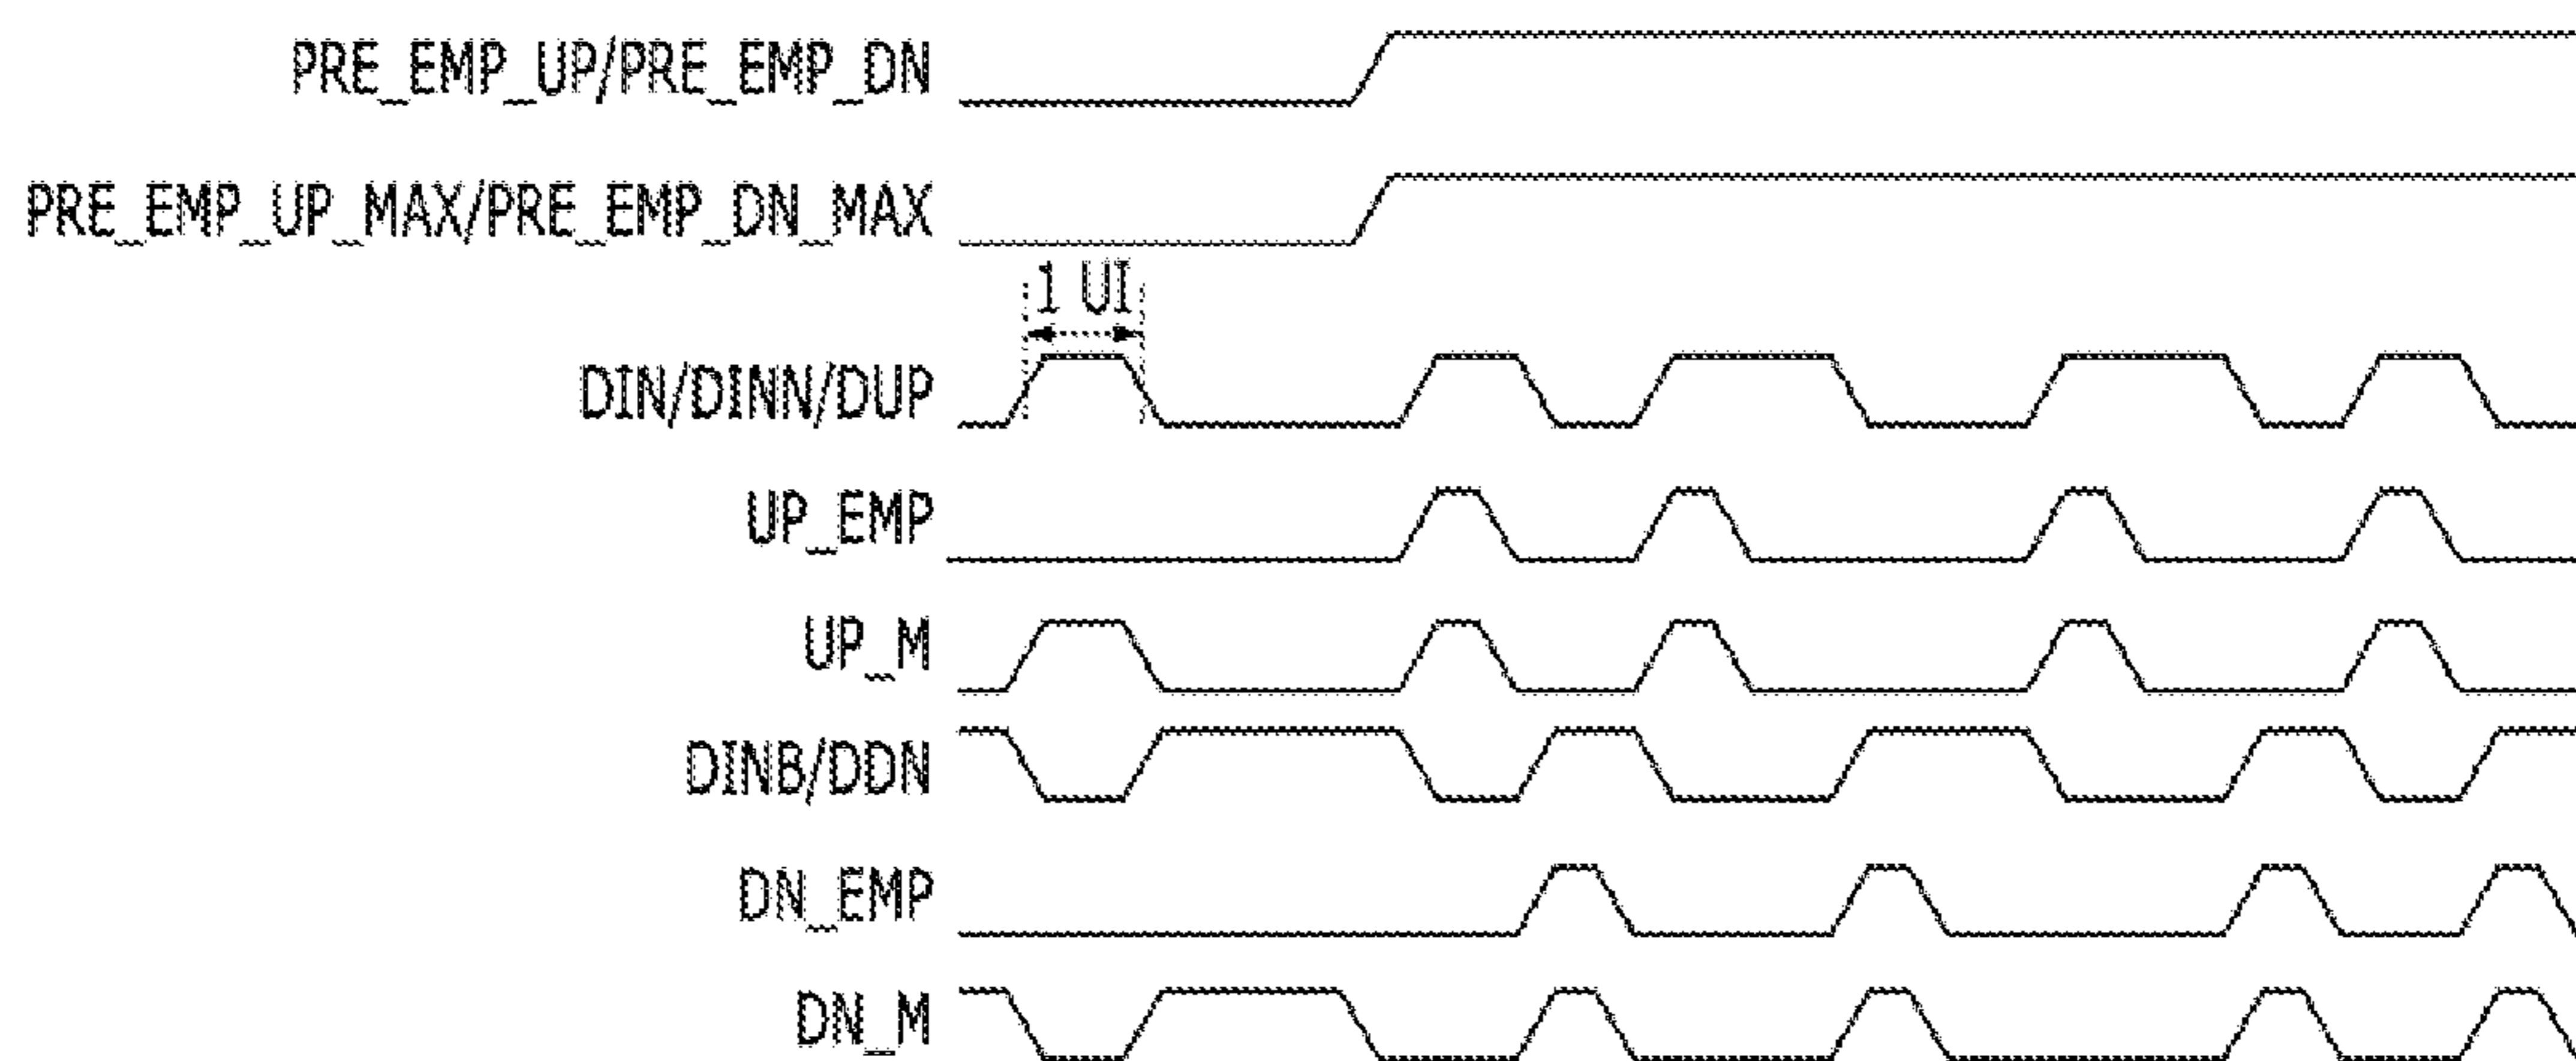 PRE_EMP_UP/PRE_EMP_DN
PRE_EMP_UP_MAX/PRE_EMP_DN_MAX
1 UI
DIN/DINN/DUP
UP_EMP
UP_M
DINB/DDN
DN_EMP
DN_M